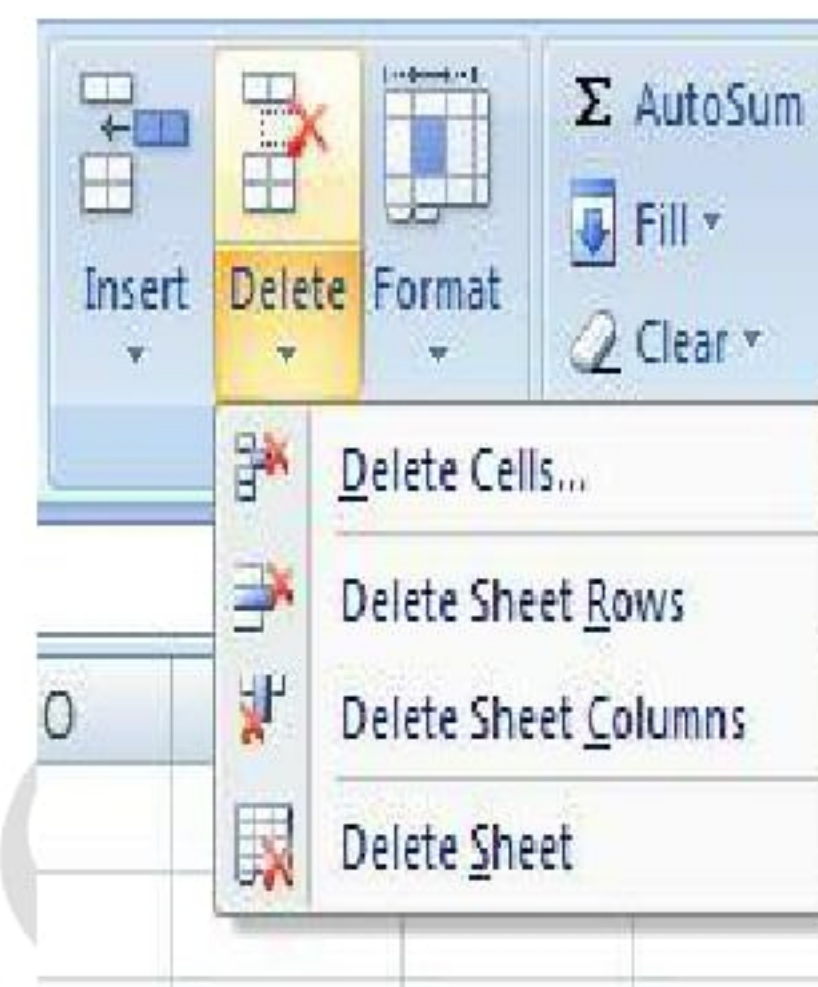 Insert Delete Format
Σ AutoSum
Fill
Clear
Delete Cells...
Delete Sheet Rows
Delete Sheet Columns
Delete Sheet
O